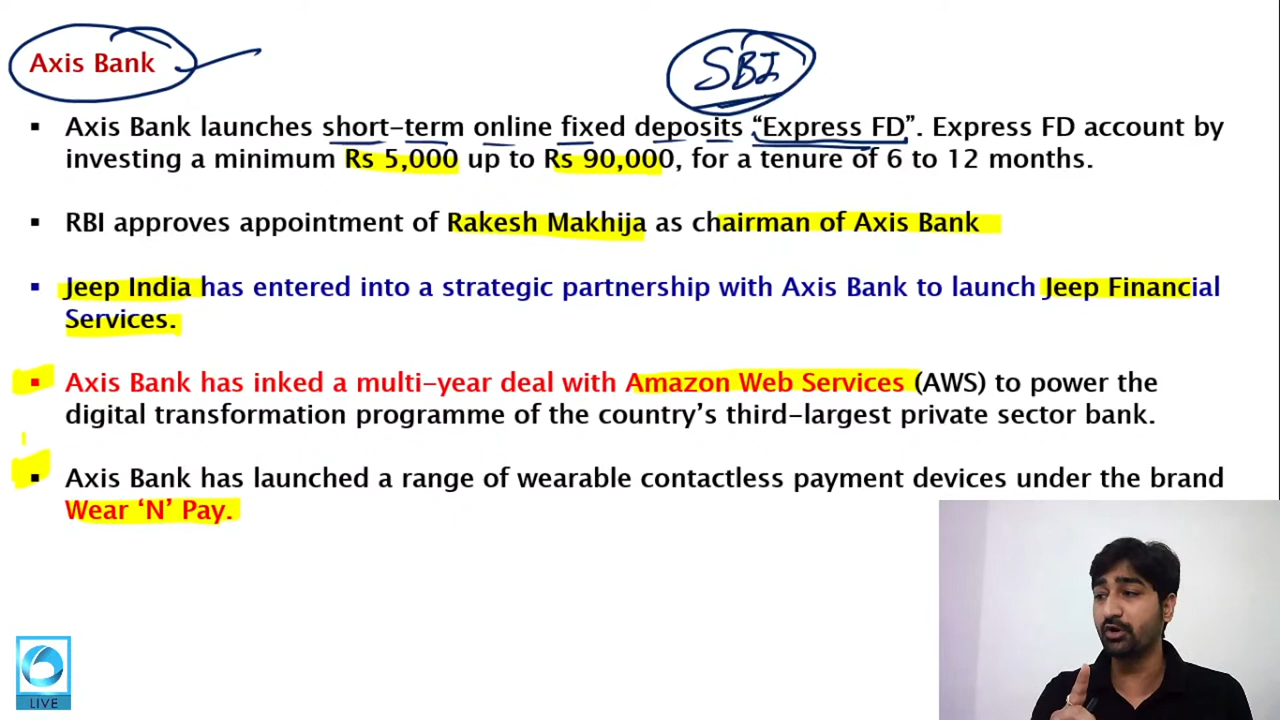 Axis Bank
SBI
▪ Axis Bank launches short-term online fixed deposits “Express FD”. Express FD account by
investing a minimum Rs 5,000 up to Rs 90,000, for a tenure of 6 to 12 months.
▪ RBI approves appointment of Rakesh Makhija as chairman of Axis Bank
▪ Jeep India has entered into a strategic partnership with Axis Bank to launch Jeep Financial
Services.
▪ Axis Bank has inked a multi-year deal with Amazon Web Services (AWS) to power the
digital transformation programme of the country’s third-largest private sector bank.
▪ Axis Bank has launched a range of wearable contactless payment devices under the brand
Wear ‘N’ Pay.
LIVE